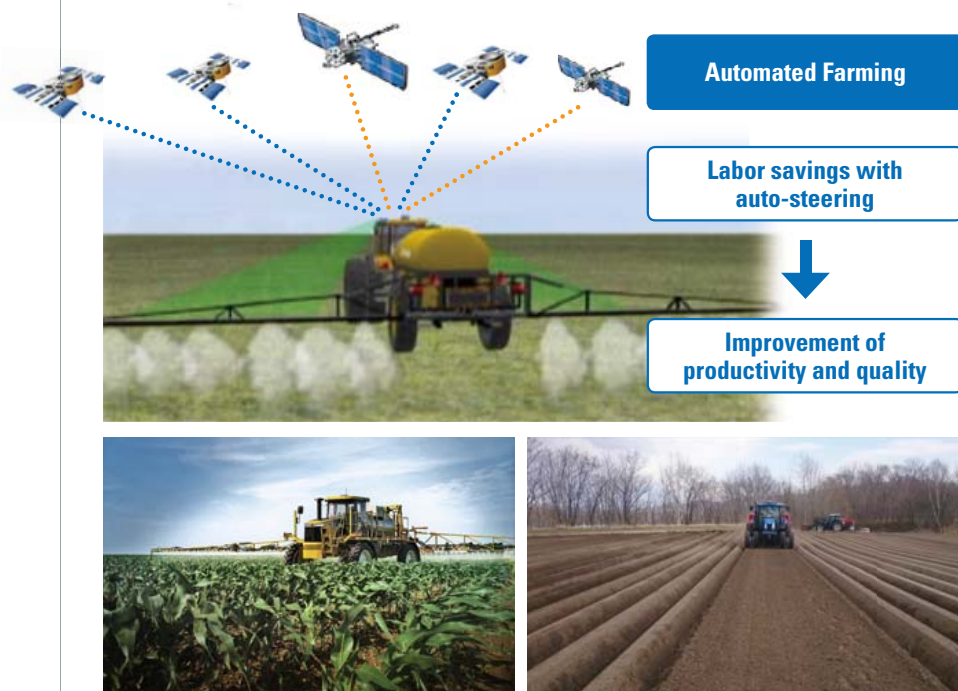 Automated Farming
Labor savings with
auto-steering
Improvement of
productivity and quality